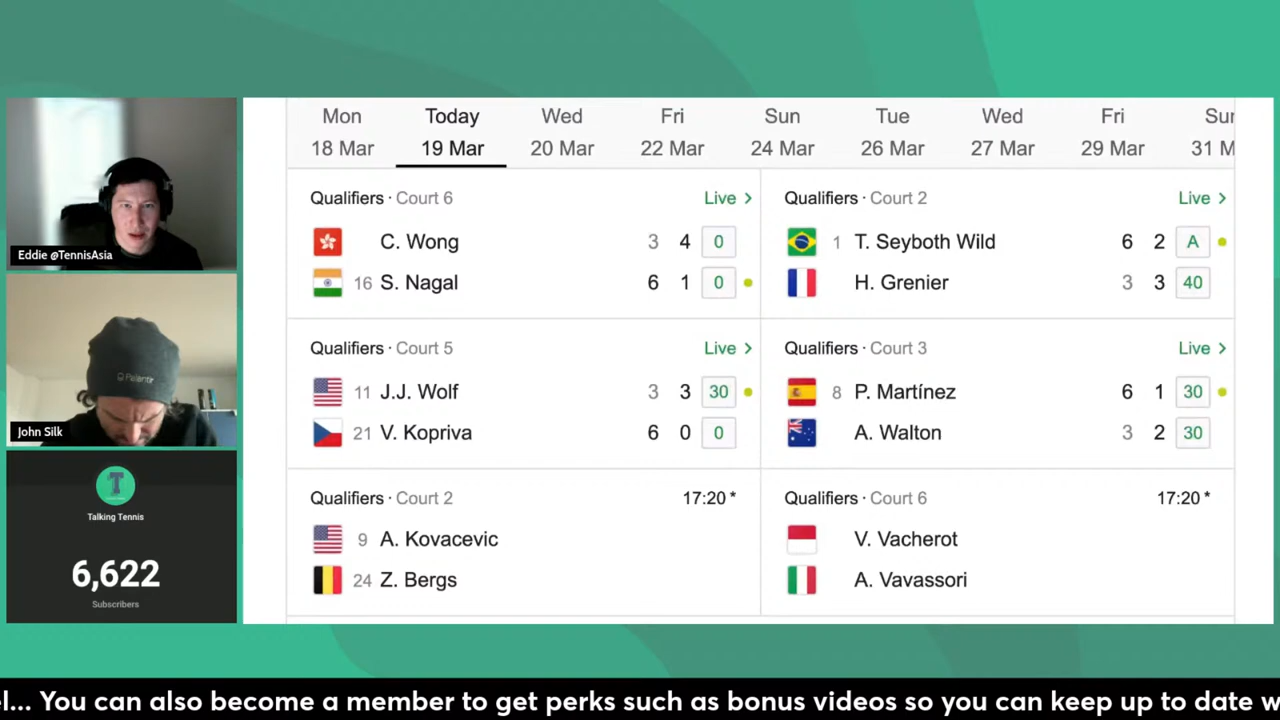 Mon
18 Mar
Today
19 Mar
Wed
20 Mar
Fri
22 Mar
Sun
24 Mar
Tue
26 Mar
Wed
27 Mar
Fri
29 Mar
Sur
31 M
Qualifiers · Court 6 Live >
C. Wong 3 4 0
16 S. Nagal 6 1 0
Qualifiers · Court 2 Live >
1 T. Seyboth Wild 6 2 A
H. Grenier 3 3 40
Qualifiers · Court 5 Live >
11 J.J. Wolf 3 3 30
21 V. Kopriva 6 0 0
Qualifiers · Court 3 Live >
8 P. Martínez 6 1 30
A. Walton 3 2 30
Qualifiers · Court 2 17:20 *
9 A. Kovacevic
24 Z. Bergs
Qualifiers · Court 6 17:20 *
V. Vacherot
A. Vavassori
Eddie @TennisAsia
Palantir
John Silk
T
Talking Tennis
6,622
Subscribers
el... You can also become a member to get perks such as bonus videos so you can keep up to date w